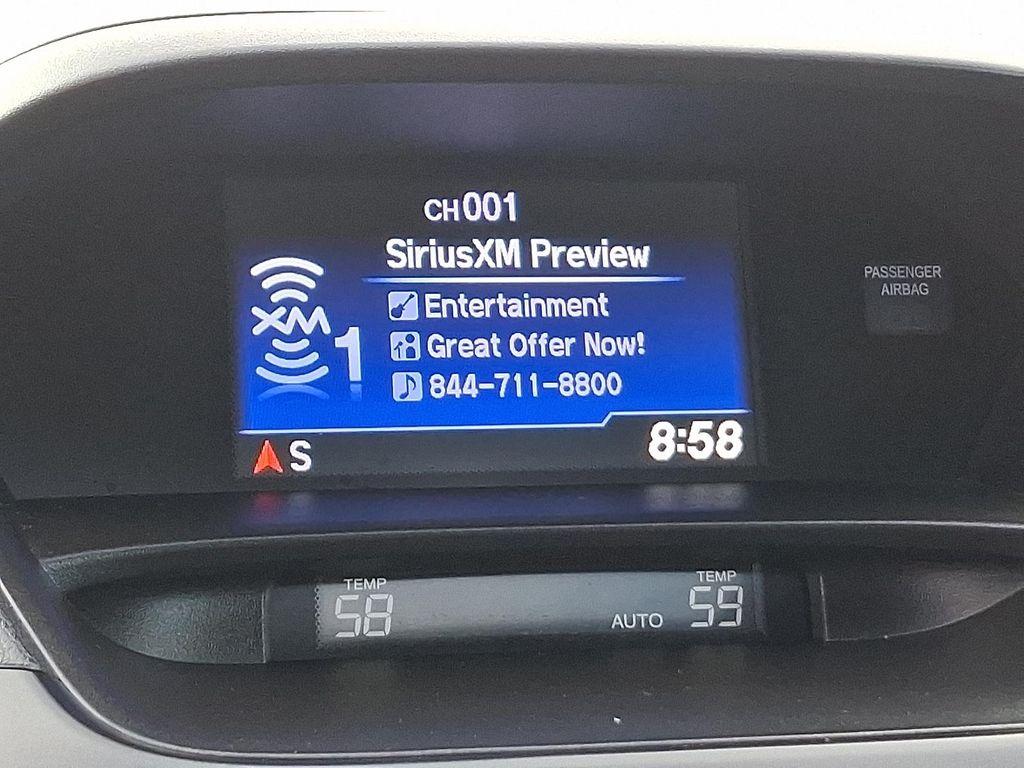 CH001
SiriusXM Preview
XM
1
Entertainment
Great Offer Now!
844-711-8800
S
8:58
PASSENGER
AIRBAG
TEMP
58
AUTO
TEMP
59